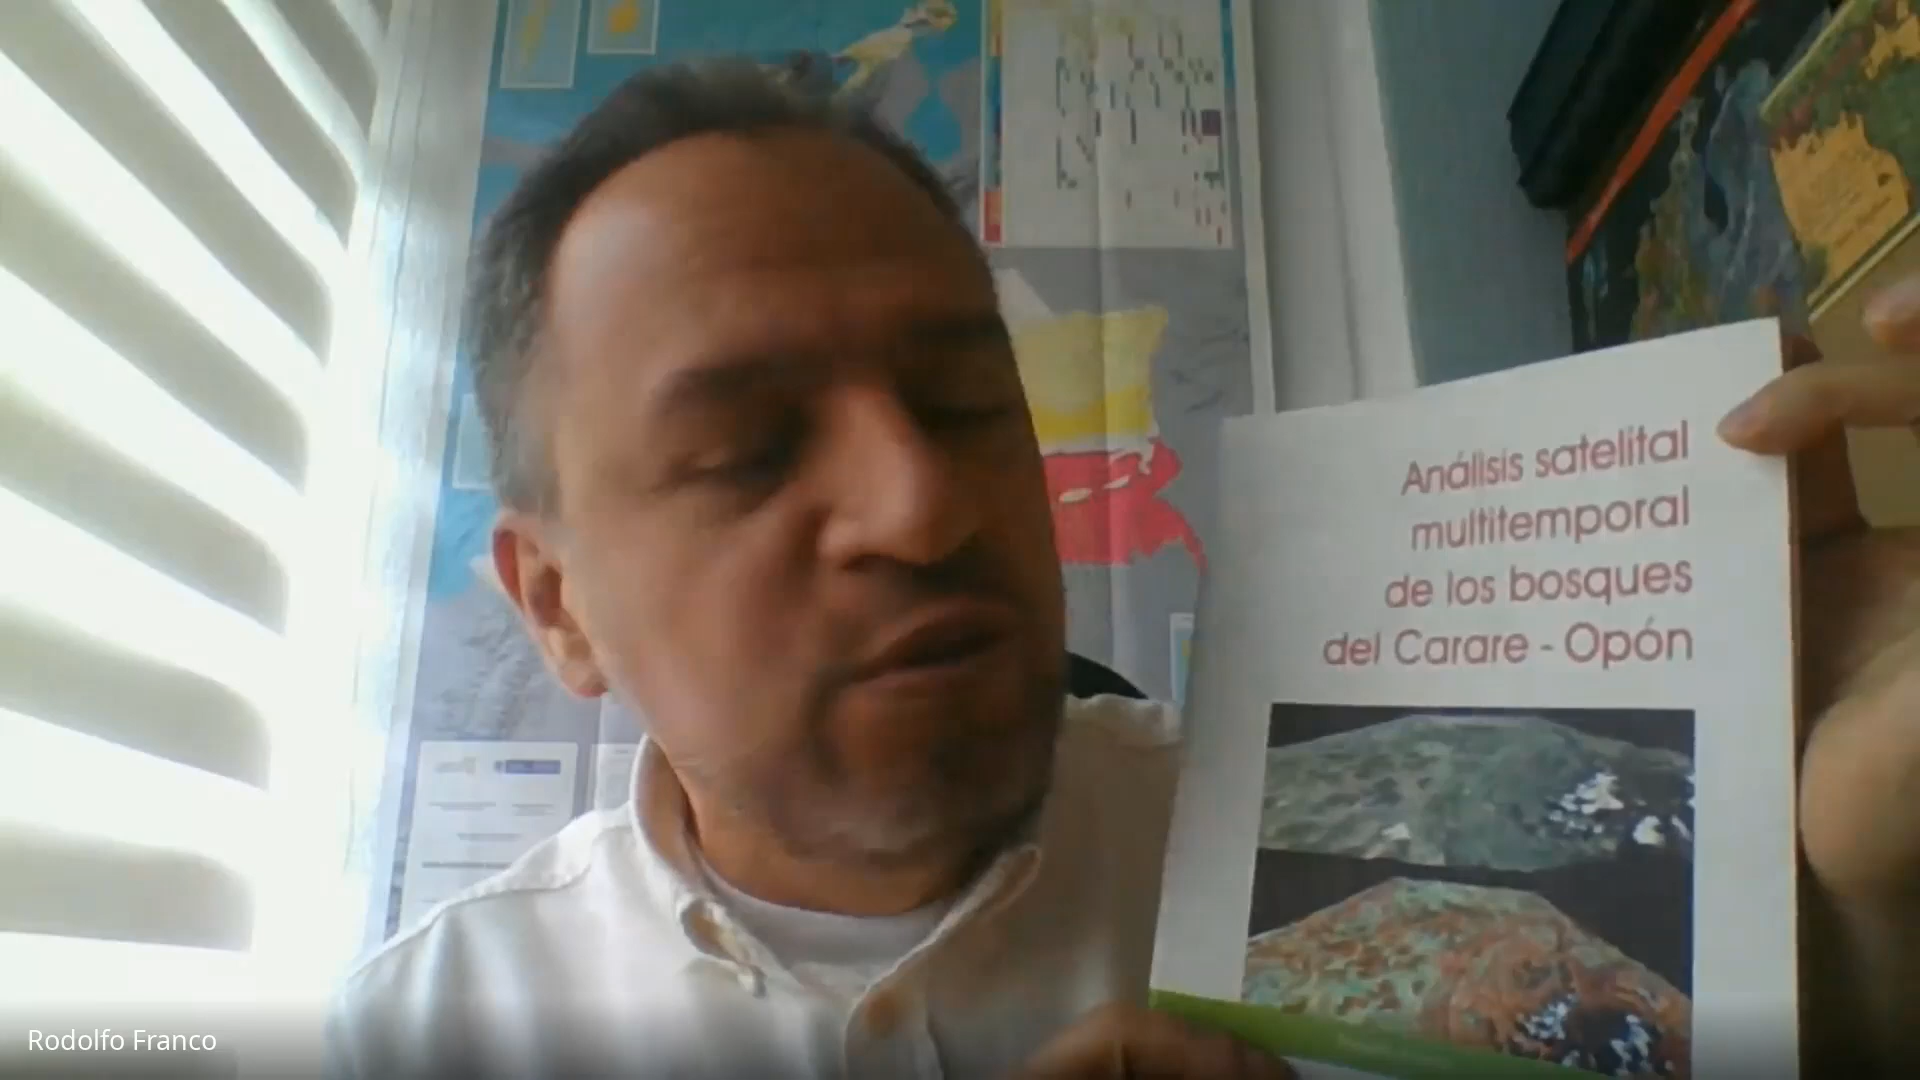 Análisis satelital
multitemporal
de los bosques
del Carare - Opón
Rodolfo Franco